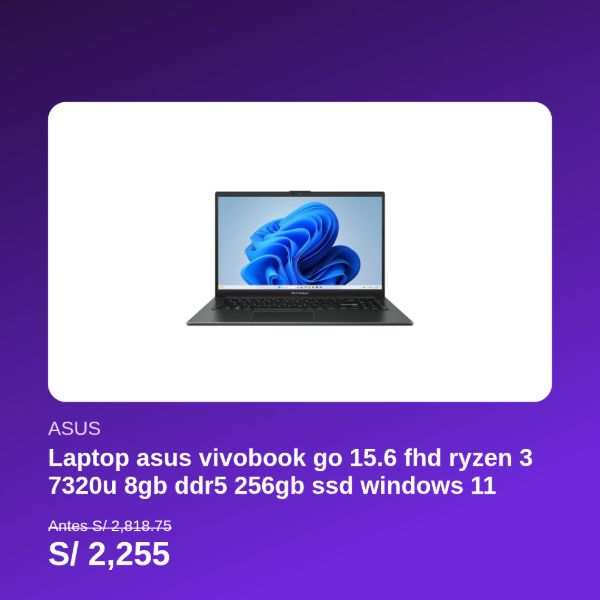 ASUS
Laptop asus vivobook go 15.6 fhd ryzen 3
7320u 8gb ddr5 256gb ssd windows 11
Antes S/ 2,818.75
S/ 2,255